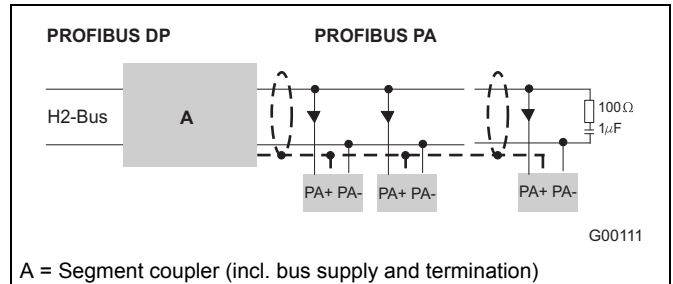 PROFIBUS DP PROFIBUS PA
H2-Bus A
100Ω
1μF
PA+ PA- PA+ PA- PA+ PA-
G00111
A = Segment coupler (incl. bus supply and termination)